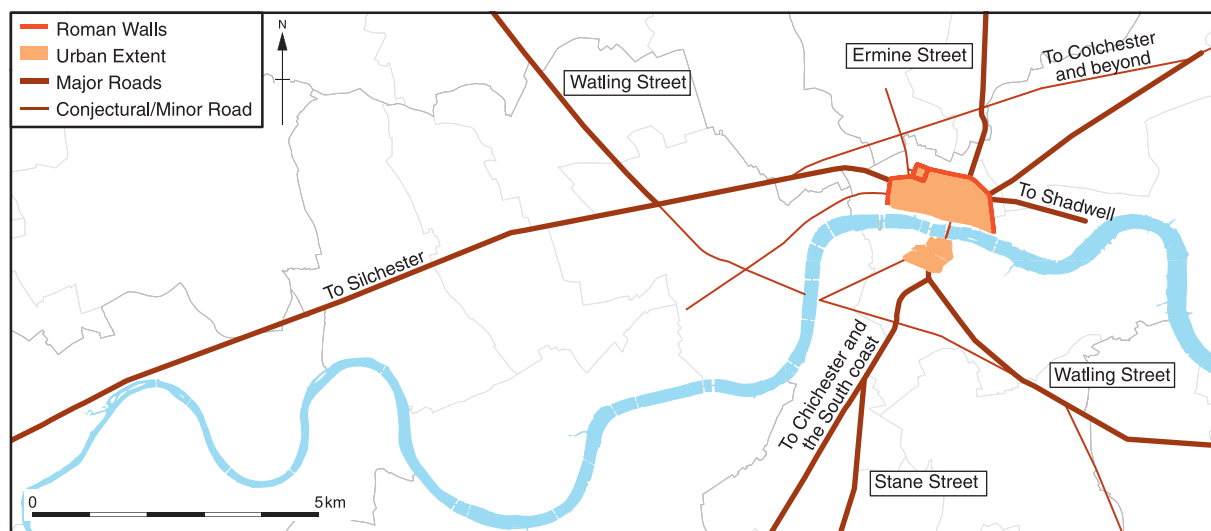 Roman Walls
Urban Extent
Major Roads
Conjectural/Minor Road
N
Watling Street
Ermine Street
To Colchester
and beyond
To Shadwell
To Silchester
To Chichester and
the South coast
Watling Street
Stane Street
0
5km